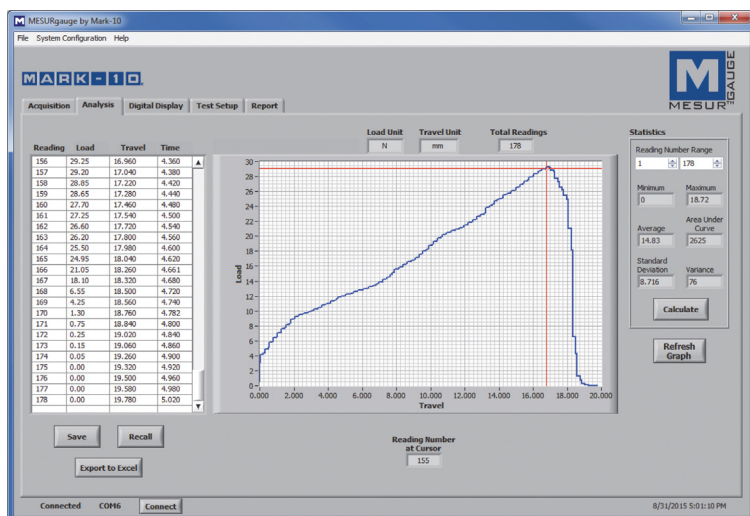 MESURgauge by Mark-10
File System Configuration Help
MARK-10
M GAUGE
MESUR™
Acquisition Analysis Digital Display Test Setup Report
Load Unit Travel Unit Total Readings
N mm 178
Reading Load Travel Time
156 29.25 16.960 4.360
157 29.20 17.040 4.380
158 28.85 17.220 4.420
159 28.65 17.280 4.440
160 27.70 17.460 4.480
161 27.25 17.540 4.500
162 26.60 17.720 4.540
163 26.20 17.800 4.560
164 25.50 17.980 4.600
165 24.95 18.040 4.620
166 21.05 18.260 4.661
167 18.10 18.320 4.680
168 6.55 18.500 4.720
169 4.25 18.560 4.740
170 1.30 18.760 4.782
171 0.75 18.840 4.800
172 0.25 19.020 4.840
173 0.15 19.060 4.860
174 0.05 19.260 4.900
175 0.00 19.320 4.920
176 0.00 19.500 4.960
177 0.00 19.580 4.980
178 0.00 19.780 5.020
30
28
26
24
22
20
18
16
14
12
10
8
6
4
2
0
Load
0.000 2.000 4.000 6.000 8.000 10.000 12.000 14.000 16.000 18.000 20.000
Travel
Statistics
Reading Number Range
1 178
Minimum Maximum
0 18.72
Average Area Under Curve
14.83 2625
Standard Deviation Variance
8.716 76
Calculate
Refresh
Graph
Save Recall
Export to Excel
Reading Number
at Cursor
155
Connected COM6 Connect 8/31/2015 5:01:10 PM